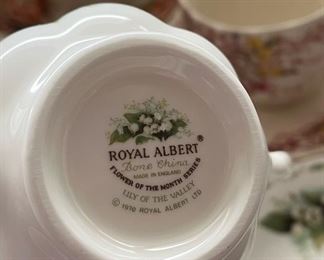 ROYAL ALBERT®
Bone China
MADE IN ENGLAND
FLOWER OF THE MONTH SERIES
LILY OF THE VALLEY
© 1970 ROYAL ALBERT LTD